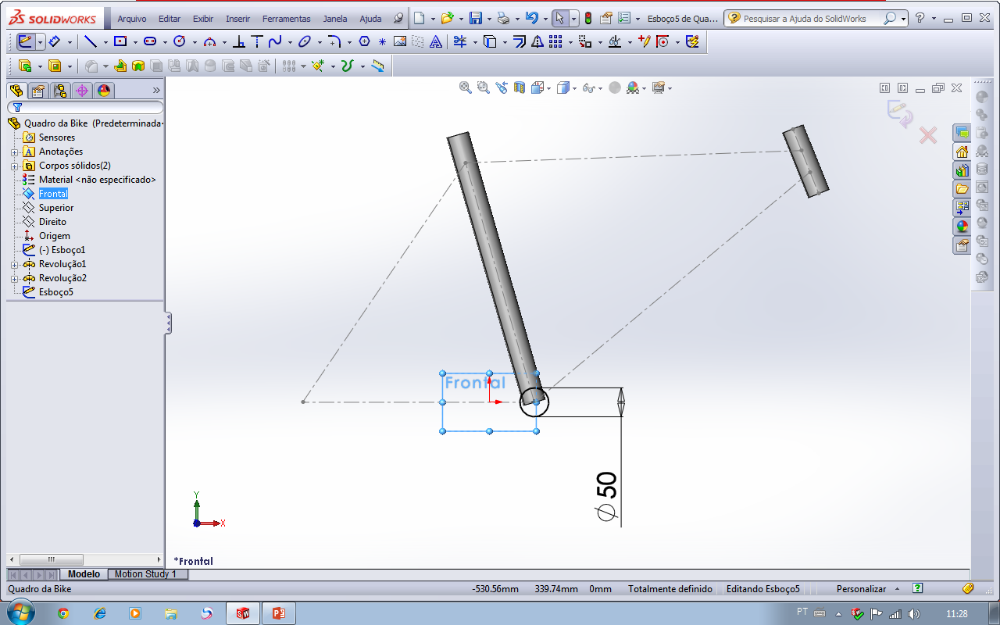 SOLIDWORKS Arquivo Editar Exibir Inserir Ferramentas Janela Ajuda Esboço5 de Qua... Pesquisar a Ajuda do SolidWorks
Quadro da Bike (Predeterminada
Sensores
Anotações
Corpos sólidos(2)
Material <não especificado>
Frontal
Superior
Direito
Origem
(-) Esboço1
Revolução1
Revolução2
Esboço5
Frontal
∅ 50
Y
X
*Frontal
Modelo Motion Study 1
Quadro da Bike -530.56mm 339.74mm 0mm Totalmente definido Editando Esboço5 Personalizar
PT 11:28